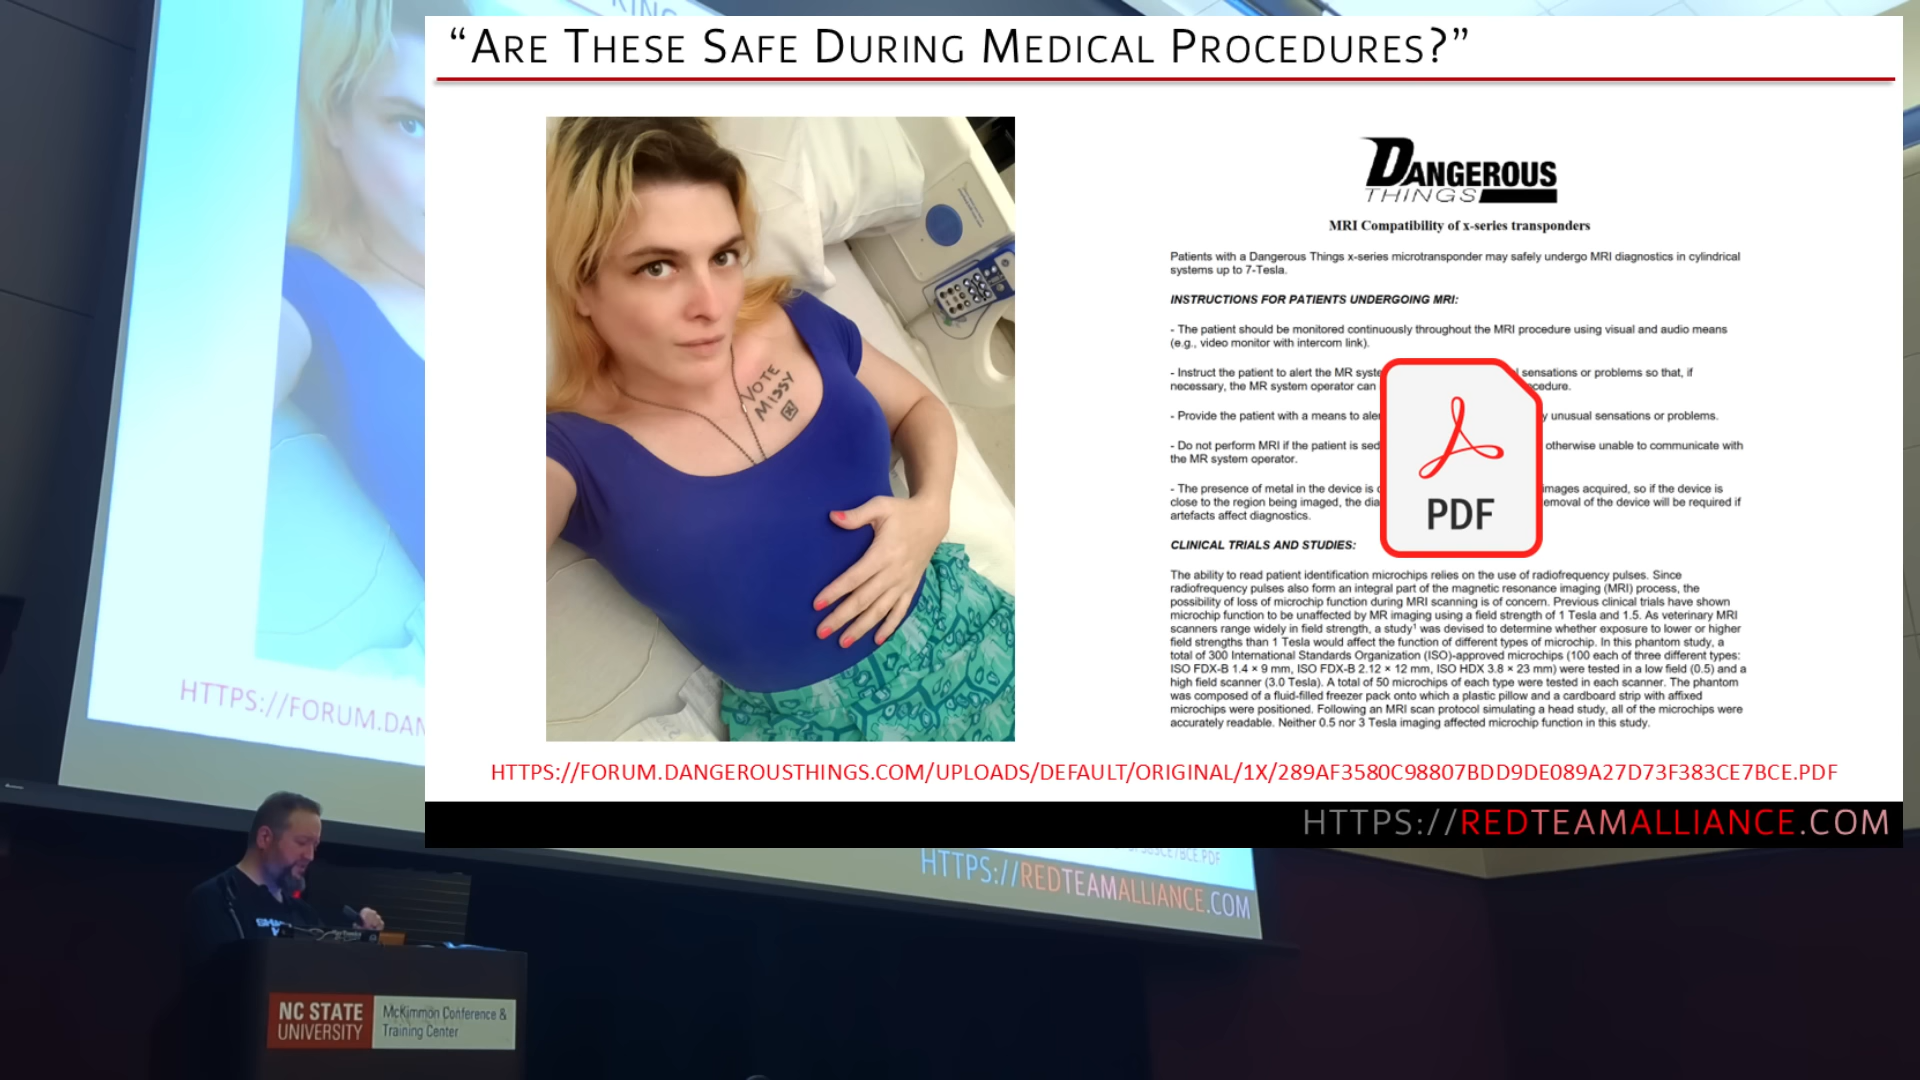 “ARE THESE SAFE DURING MEDICAL PROCEDURES?”
VOTE
MISSY
DANGEROUS
THINGS
MRI Compatibility of x-series transponders
Patients with a Dangerous Things x-series microtransponder may safely undergo MRI diagnostics in cylindrical
systems up to 7-Tesla.
INSTRUCTIONS FOR PATIENTS UNDERGOING MRI:
- The patient should be monitored continuously throughout the MRI procedure using visual and audio means
(e.g., video monitor with intercom link).
- Instruct the patient to alert the MR syste sensations or problems so that, if
necessary, the MR system operator can cedure.
- Provide the patient with a means to aler y unusual sensations or problems.
- Do not perform MRI if the patient is sed otherwise unable to communicate with
the MR system operator.
- The presence of metal in the device is images acquired, so if the device is
close to the region being imaged, the dia emoval of the device will be required if
artefacts affect diagnostics.
PDF
CLINICAL TRIALS AND STUDIES:
The ability to read patient identification microchips relies on the use of radiofrequency pulses. Since
radiofrequency pulses also form an integral part of the magnetic resonance imaging (MRI) process, the
possibility of loss of microchip function during MRI scanning is of concern. Previous clinical trials have shown
microchip function to be unaffected by MR imaging using a field strength of 1 Tesla and 1.5. As veterinary MRI
scanners range widely in field strength, a study¹ was devised to determine whether exposure to lower or higher
field strengths than 1 Tesla would affect the function of different types of microchip. In this phantom study, a
total of 300 International Standards Organization (ISO)-approved microchips (100 each of three different types:
ISO FDX-B 1.4 × 9 mm, ISO FDX-B 2.12 × 12 mm, ISO HDX 3.8 × 23 mm) were tested in a low field (0.5) and a
high field scanner (3.0 Tesla). A total of 50 microchips of each type were tested in each scanner. The phantom
was composed of a fluid-filled freezer pack onto which a plastic pillow and a cardboard strip with affixed
microchips were positioned. Following an MRI scan protocol simulating a head study, all of the microchips were
accurately readable. Neither 0.5 nor 3 Tesla imaging affected microchip function in this study.
HTTPS://FORUM.DANGEROUSTHINGS.COM/UPLOADS/DEFAULT/ORIGINAL/1X/289AF3580C98807BDD9DE089A27D73F383CE7BCE.PDF
HTTPS://REDTEAMALLIANCE.COM
HTTPS://FORUM.DAN
HTTPS://REDTEAMALLIANCE.COM
NC STATE
UNIVERSITY
McKimmon Conference &
Training Center